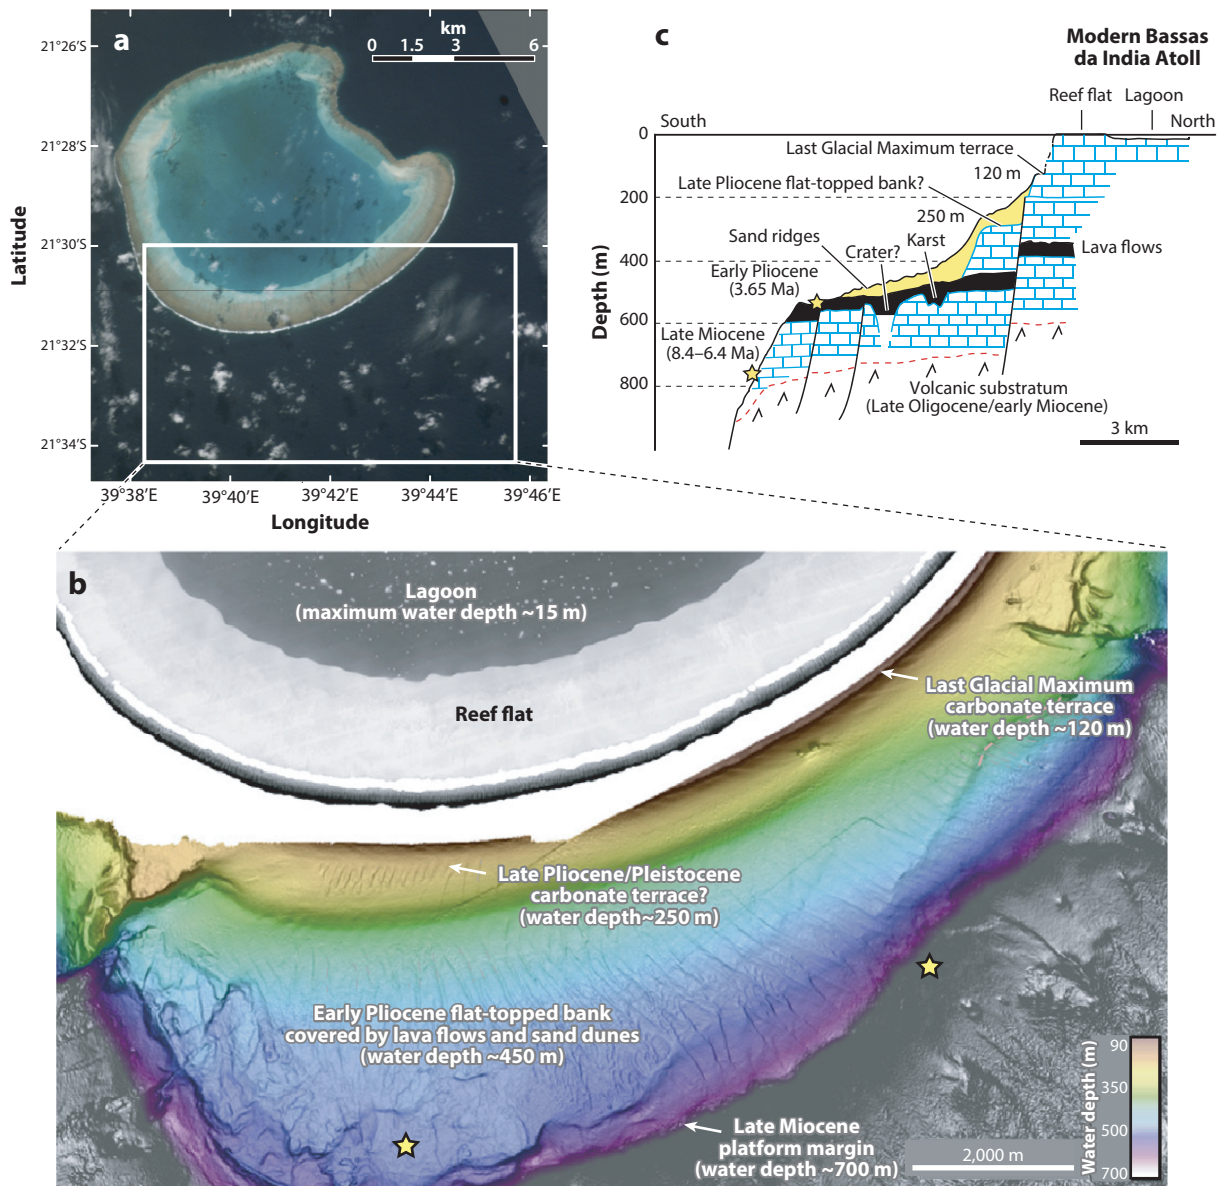 a
km
0 1.5 3 6
21°26′S
21°28′S
21°30′S
21°32′S
21°34′S
Latitude
39°38′E 39°40′E 39°42′E 39°44′E 39°46′E
Longitude
c
Modern Bassas
da India Atoll
Reef flat Lagoon
South
North
0
200
400
600
800
Depth (m)
Last Glacial Maximum terrace
120 m
Late Pliocene flat-topped bank?
250 m
Sand ridges
Crater?
Karst
Lava flows
Early Pliocene
(3.65 Ma)
Late Miocene
(8.4–6.4 Ma)
Volcanic substratum
(Late Oligocene/early Miocene)
3 km
b
Lagoon
(maximum water depth ~15 m)
Reef flat
Last Glacial Maximum
carbonate terrace
(water depth ~120 m)
Late Pliocene/Pleistocene
carbonate terrace?
(water depth~250 m)
Early Pliocene flat-topped bank
covered by lava flows and sand dunes
(water depth ~450 m)
Late Miocene
platform margin
(water depth ~700 m)
2,000 m
Water depth (m)
90
350
500
700